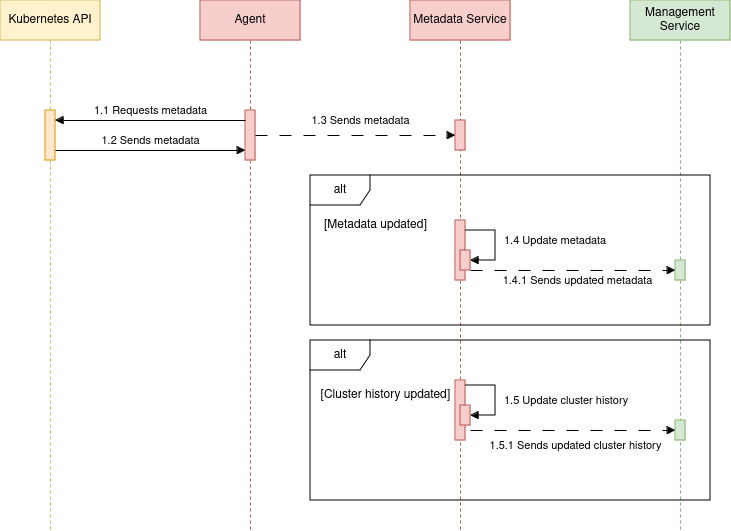 Kubernetes API
Agent
Metadata Service
Management
Service
1.1 Requests metadata
1.3 Sends metadata
1.2 Sends metadata
alt
[Metadata updated]
1.4 Update metadata
1.4.1 Sends updated metadata
alt
[Cluster history updated]
1.5 Update cluster history
1.5.1 Sends updated cluster history